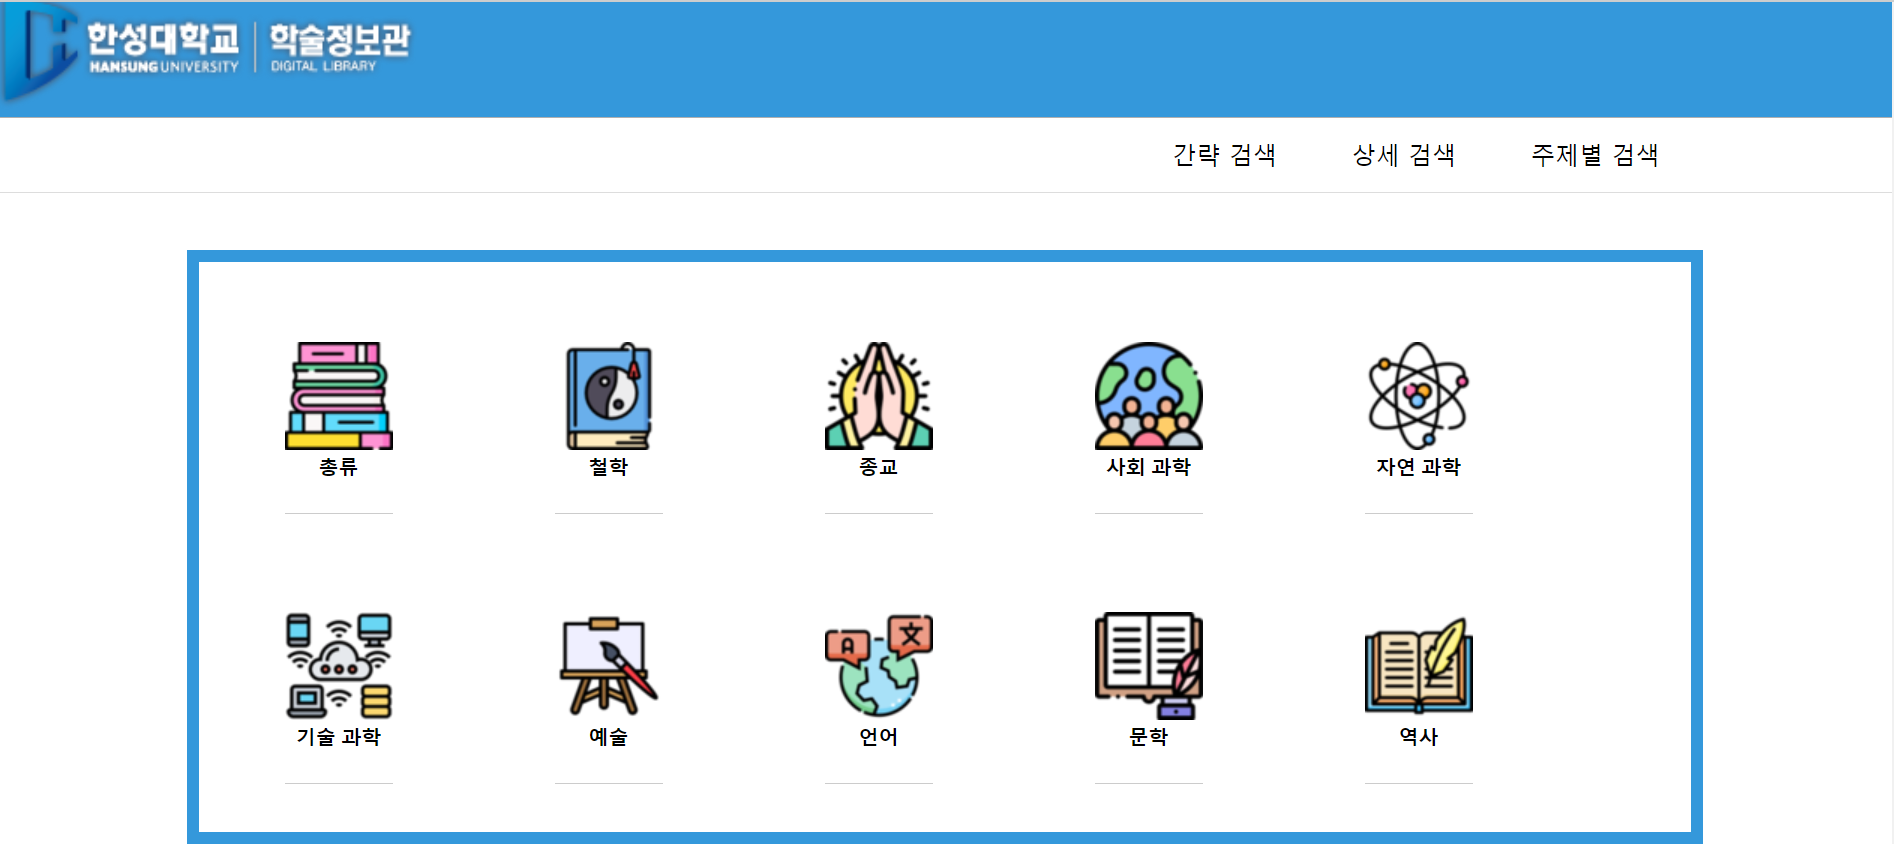 한성대학교 학술정보관
HANSUNG UNIVERSITY DIGITAL LIBRARY
간략 검색 상세 검색 주제별 검색
총류 철학 종교 사회 과학 자연 과학
A 文
기술 과학 예술 언어 문학 역사